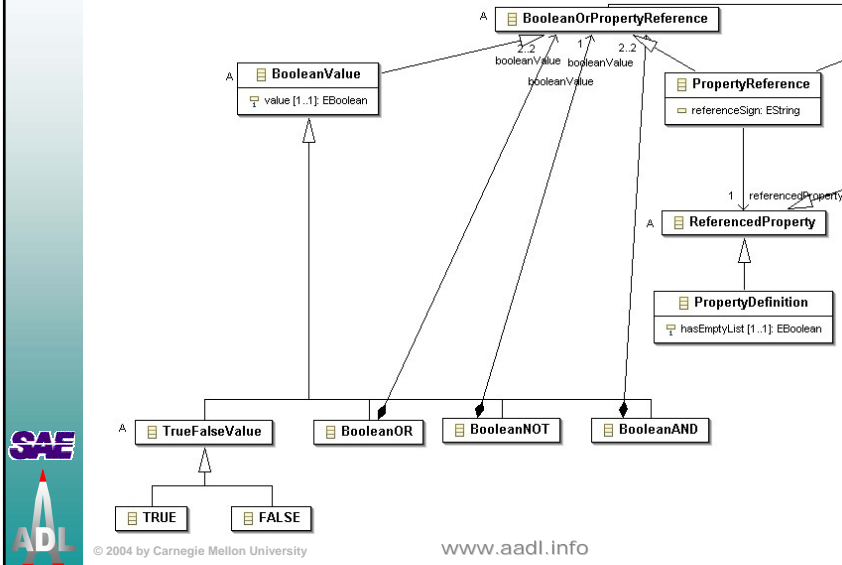 A
BooleanOrPropertyReference
2..2
booleanValue
1
booleanValue
2..2
booleanValue
A
BooleanValue
1
value [1..1]: EBoolean
PropertyReference
referenceSign: EString
1
referencedProperty
A
ReferencedProperty
PropertyDefinition
1
hasEmptyList [1..1]: EBoolean
A
TrueFalseValue
BooleanOR
BooleanNOT
BooleanAND
TRUE
FALSE
SAE
ADL
© 2004 by Carnegie Mellon University
www.aadl.info